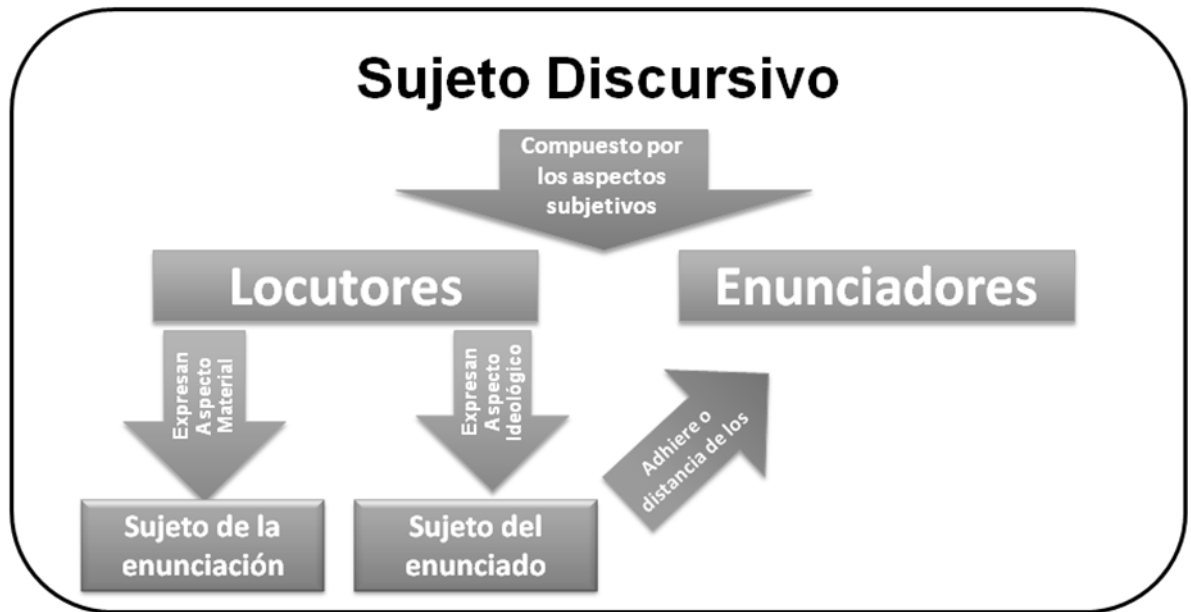 Sujeto Discursivo
Compuesto por
los aspectos
subjetivos
Locutores
Enunciadores
Expresan
Aspecto
Material
Expresan
Aspecto
Ideológico
Adhiere o
distancia de los
Sujeto de la
enunciación
Sujeto del
enunciado